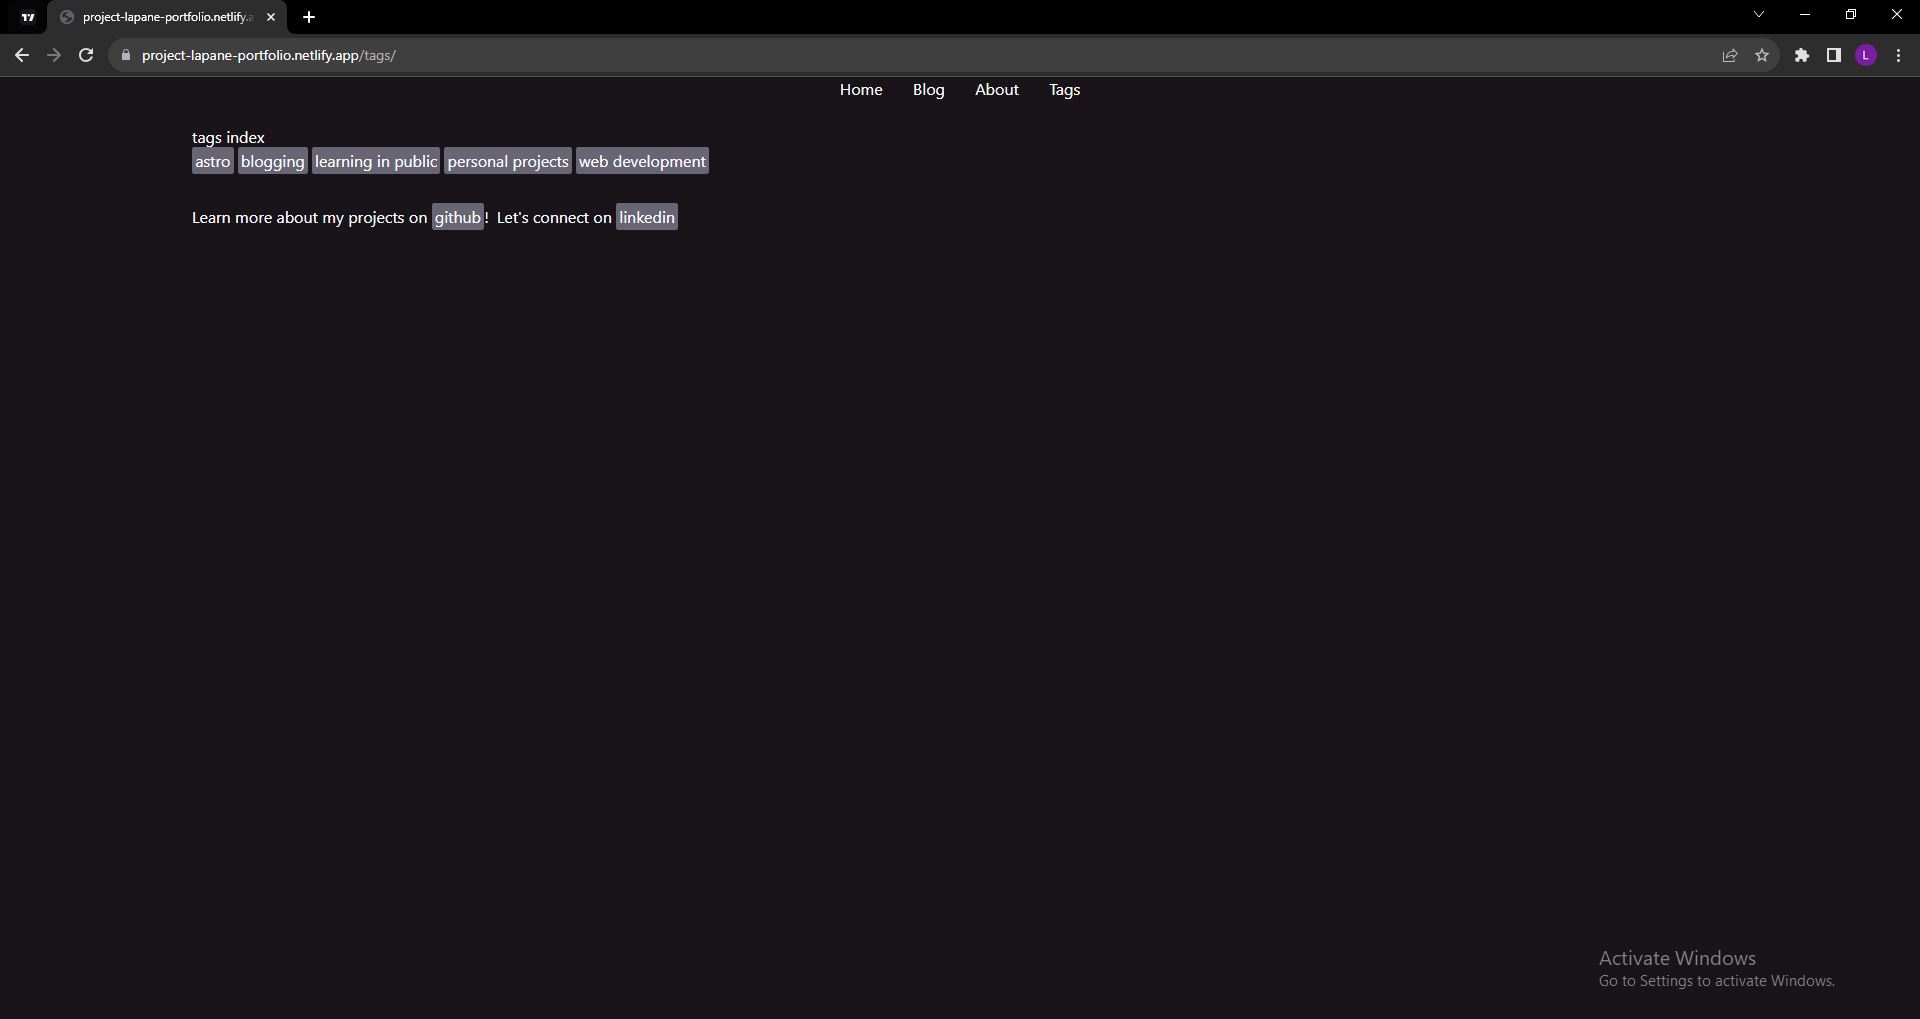 project-lapane-portfolio.netlify.a
project-lapane-portfolio.netlify.app/tags/
L
Home Blog About Tags
tags index
astro blogging learning in public personal projects web development
Learn more about my projects on github! Let's connect on linkedin
Activate Windows
Go to Settings to activate Windows.